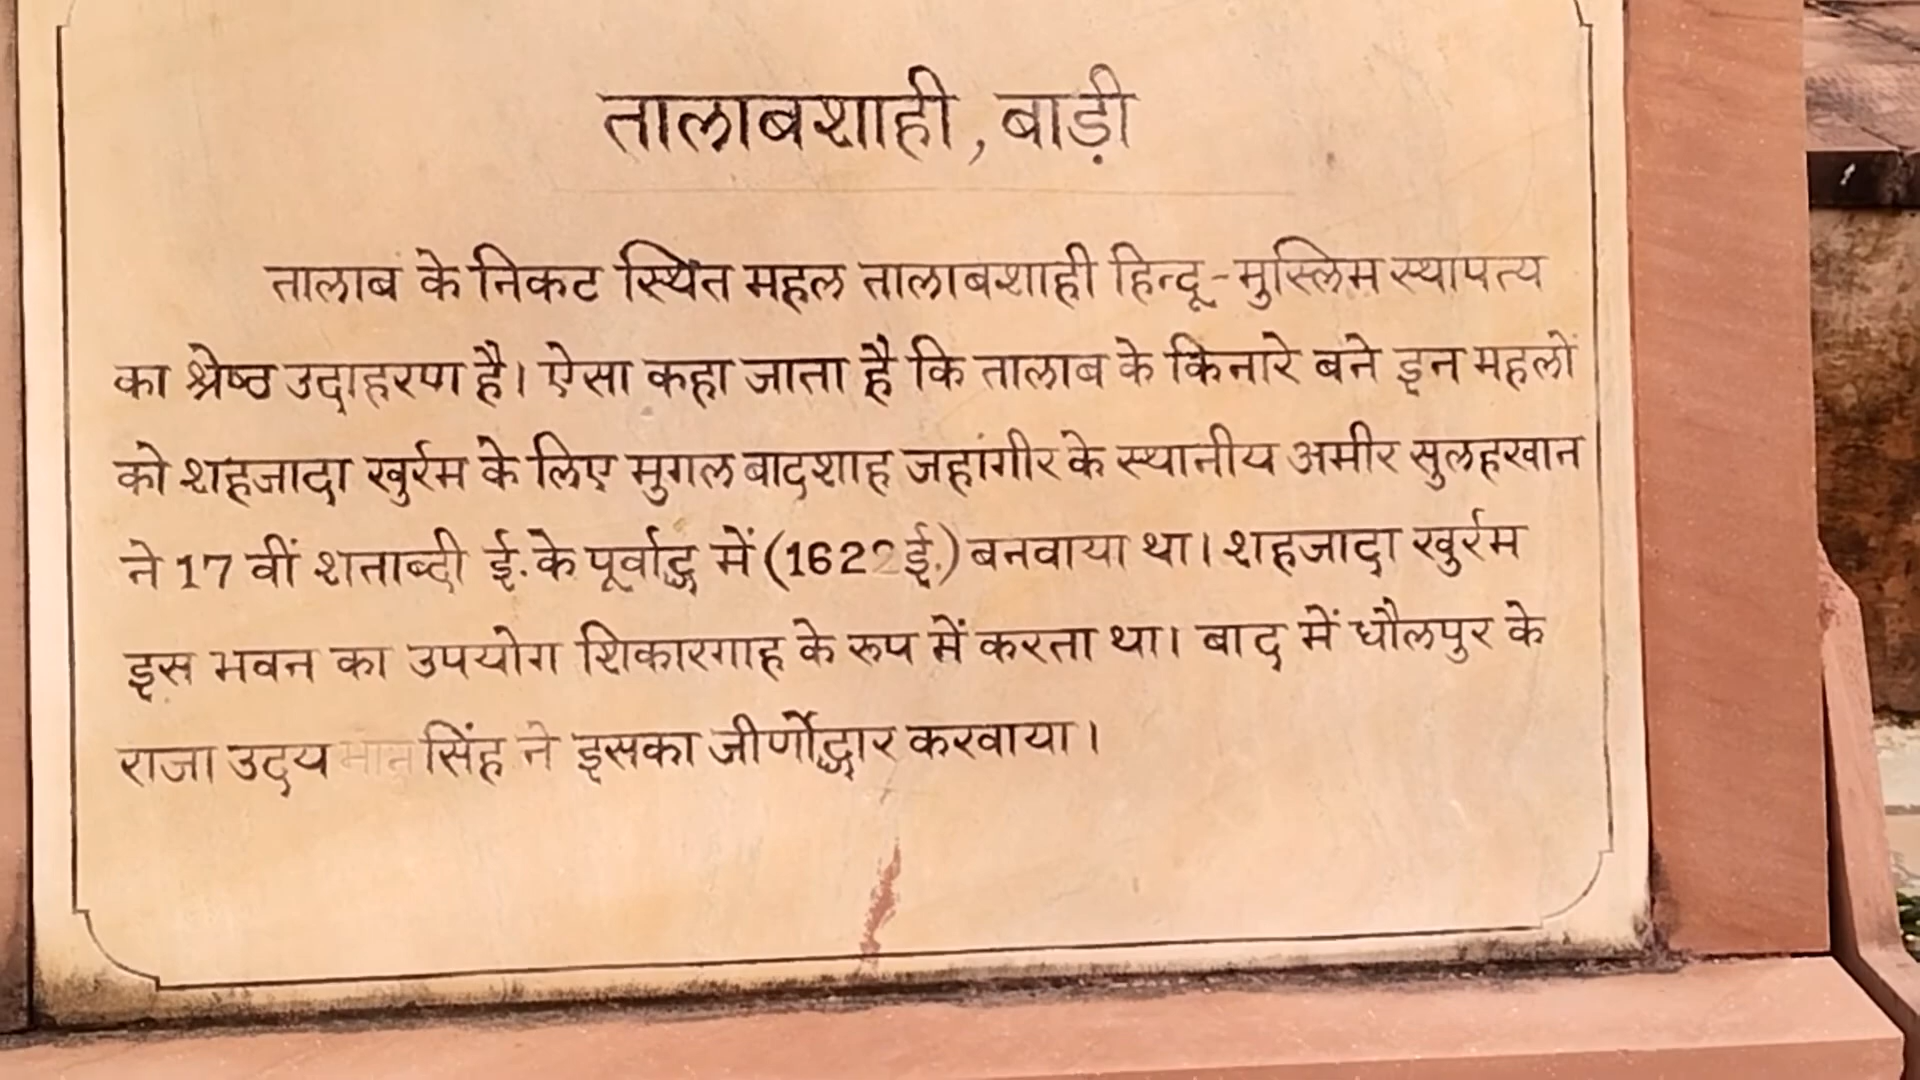 तालाबशाही, बाड़ी
तालाब के निकट स्थित महल तालाबशाही हिन्दू-मुस्लिम स्थापत्य
का श्रेष्ठ उदाहरण है। ऐसा कहा जाता है कि तालाब के किनारे बने इन महलों
को शहजादा खुर्रम के लिए मुगल बादशाह जहांगीर के स्थानीय अमीर सुलहखान
ने 17 वीं शताब्दी ई. के पूर्वाद्ध में (1622 ई.) बनवाया था। शहजादा खुर्रम
इस भवन का उपयोग शिकारगाह के रूप में करता था। बाद में धौलपुर के
राजा उदय भान सिंह ने इसका जीर्णोद्धार करवाया।